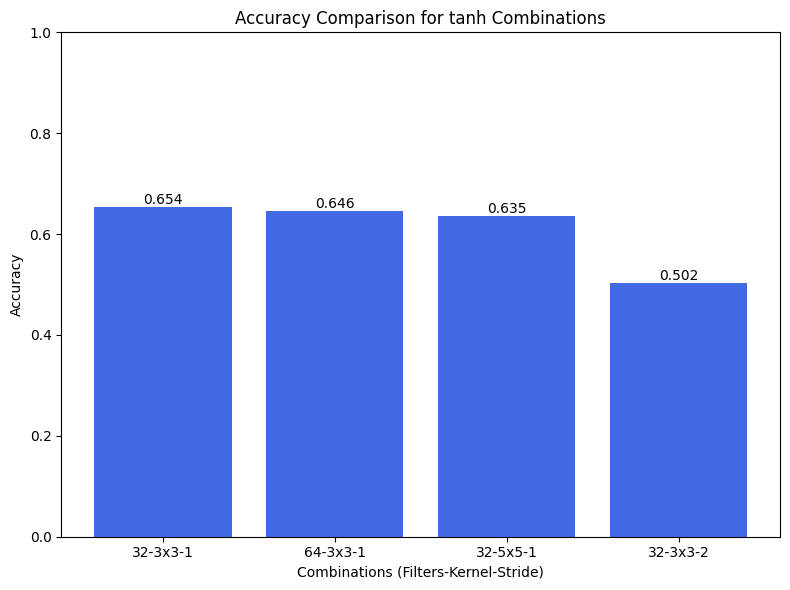 Accuracy Comparison for tanh Combinations
1.0
0.8
0.6
0.4
0.2
0.0
Accuracy
0.654
0.646
0.635
0.502
32-3x3-1
64-3x3-1
32-5x5-1
32-3x3-2
Combinations (Filters-Kernel-Stride)